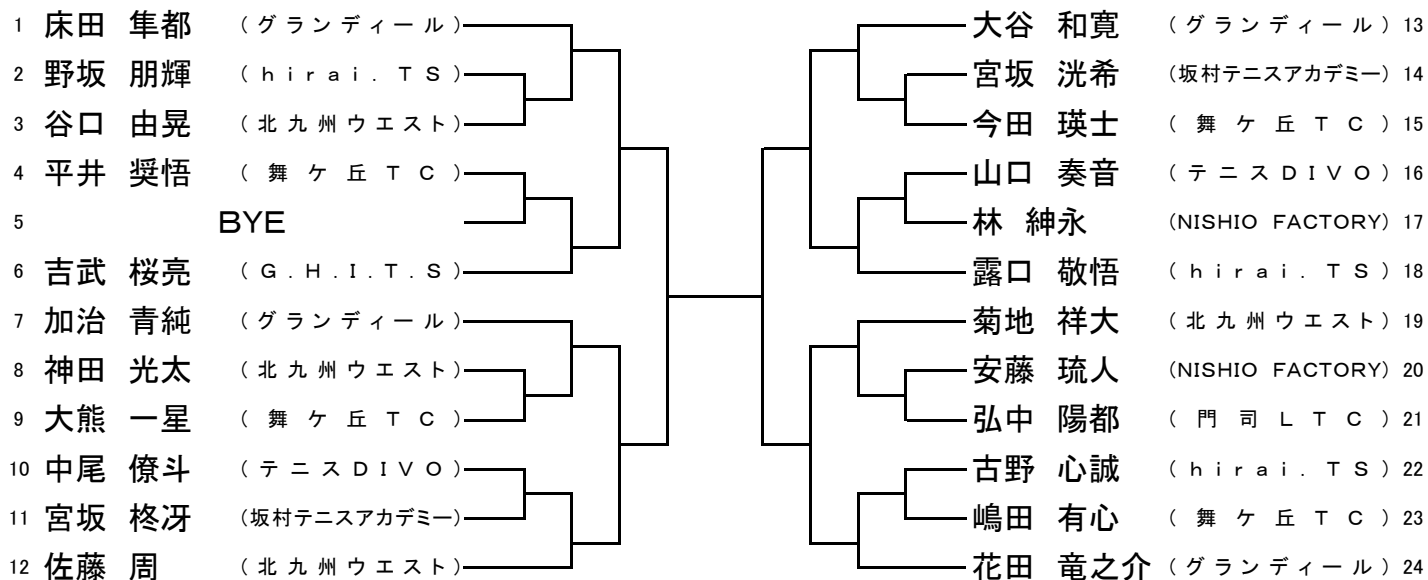 1 床田 隼都 (グランディール)
2 野坂 朋輝 (hirai. TS)
3 谷口 由晃 (北九州ウエスト)
4 平井 奨悟 (舞ケ丘TC)
5 BYE
6 吉武 桜亮 (G.H.I.T.S)
7 加治 青純 (グランディール)
8 神田 光太 (北九州ウエスト)
9 大熊 一星 (舞ケ丘TC)
10 中尾 僚斗 (テニスDIVO)
11 宮坂 柊冴 (坂村テニスアカデミー)
12 佐藤 周 (北九州ウエスト)
大谷 和寛 (グランディール) 13
宮坂 洸希 (坂村テニスアカデミー) 14
今田 瑛士 (舞ケ丘TC) 15
山口 奏音 (テニスDIVO) 16
林 紳永 (NISHIO FACTORY) 17
露口 敬悟 (hirai. TS) 18
菊地 祥大 (北九州ウエスト) 19
安藤 琉人 (NISHIO FACTORY) 20
弘中 陽都 (門司LTC) 21
古野 心誠 (hirai. TS) 22
嶋田 有心 (舞ケ丘TC) 23
花田 竜之介 (グランディール) 24